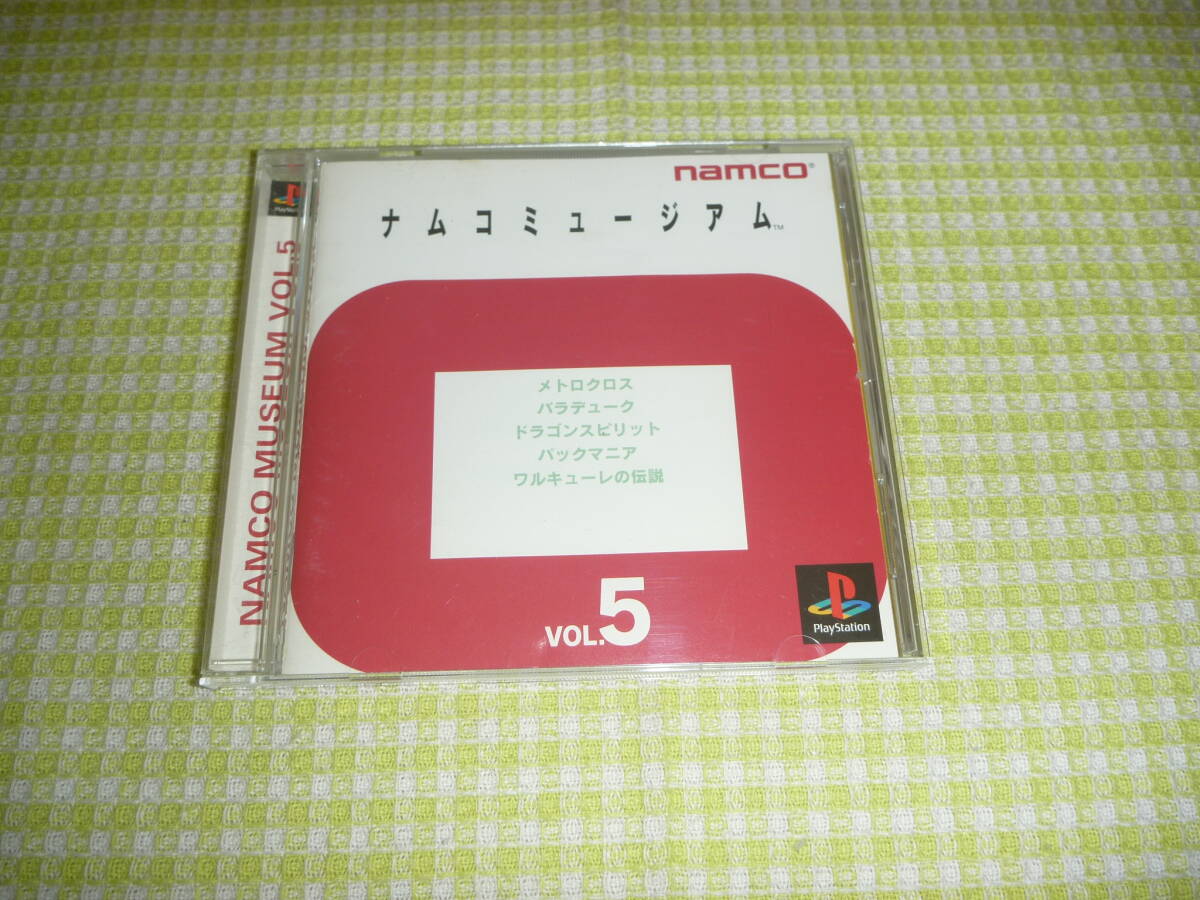 namco®
ナムコミュージアム™
メトロクロス
バラデューク
ドラゴンスピリット
パックマニア
ワルキューレの伝説
VOL.5
PlayStation
PlayStation
NAMCO MUSEUM VOL.5